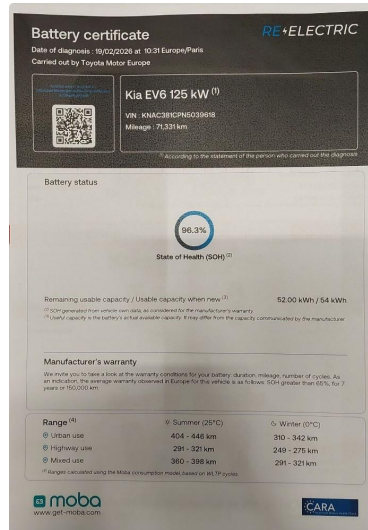 Battery certificate
RE ELECTRIC
Date of diagnosis : 19/02/2026 at 10:31 Europe/Paris
Carried out by Toyota Motor Europe
Kia EV6 125 kW (1)
VIN : KNAC381CPN5039618
Mileage : 71,331 km
(1) According to the statement of the person who carried out the diagnosis
Battery status
96.3%
State of Health (SOH) (2)
Remaining usable capacity / Usable capacity when new (3) 52.00 kWh / 54 kWh
(2) SOH generated from vehicle own data, as considered for the manufacturer's warranty.
(3) Useful capacity is the battery's actual available capacity. It may differ from the capacity communicated by the manufacturer
Manufacturer's warranty
We invite you to take a look at the warranty conditions for your battery: duration, mileage, number of cycles. As
an indication, the average warranty observed in Europe for this vehicle is as follows: SOH greater than 65%, for 7
years or 150,000 km.
Range (4) Summer (25°C) Winter (0°C)
Urban use 404 - 446 km 310 - 342 km
Highway use 291 - 321 km 249 - 275 km
Mixed use 360 - 398 km 291 - 321 km
(4) Ranges calculated using the Moba consumption model, based on WLTP cycles.
moba
www.get-moba.com
CARA